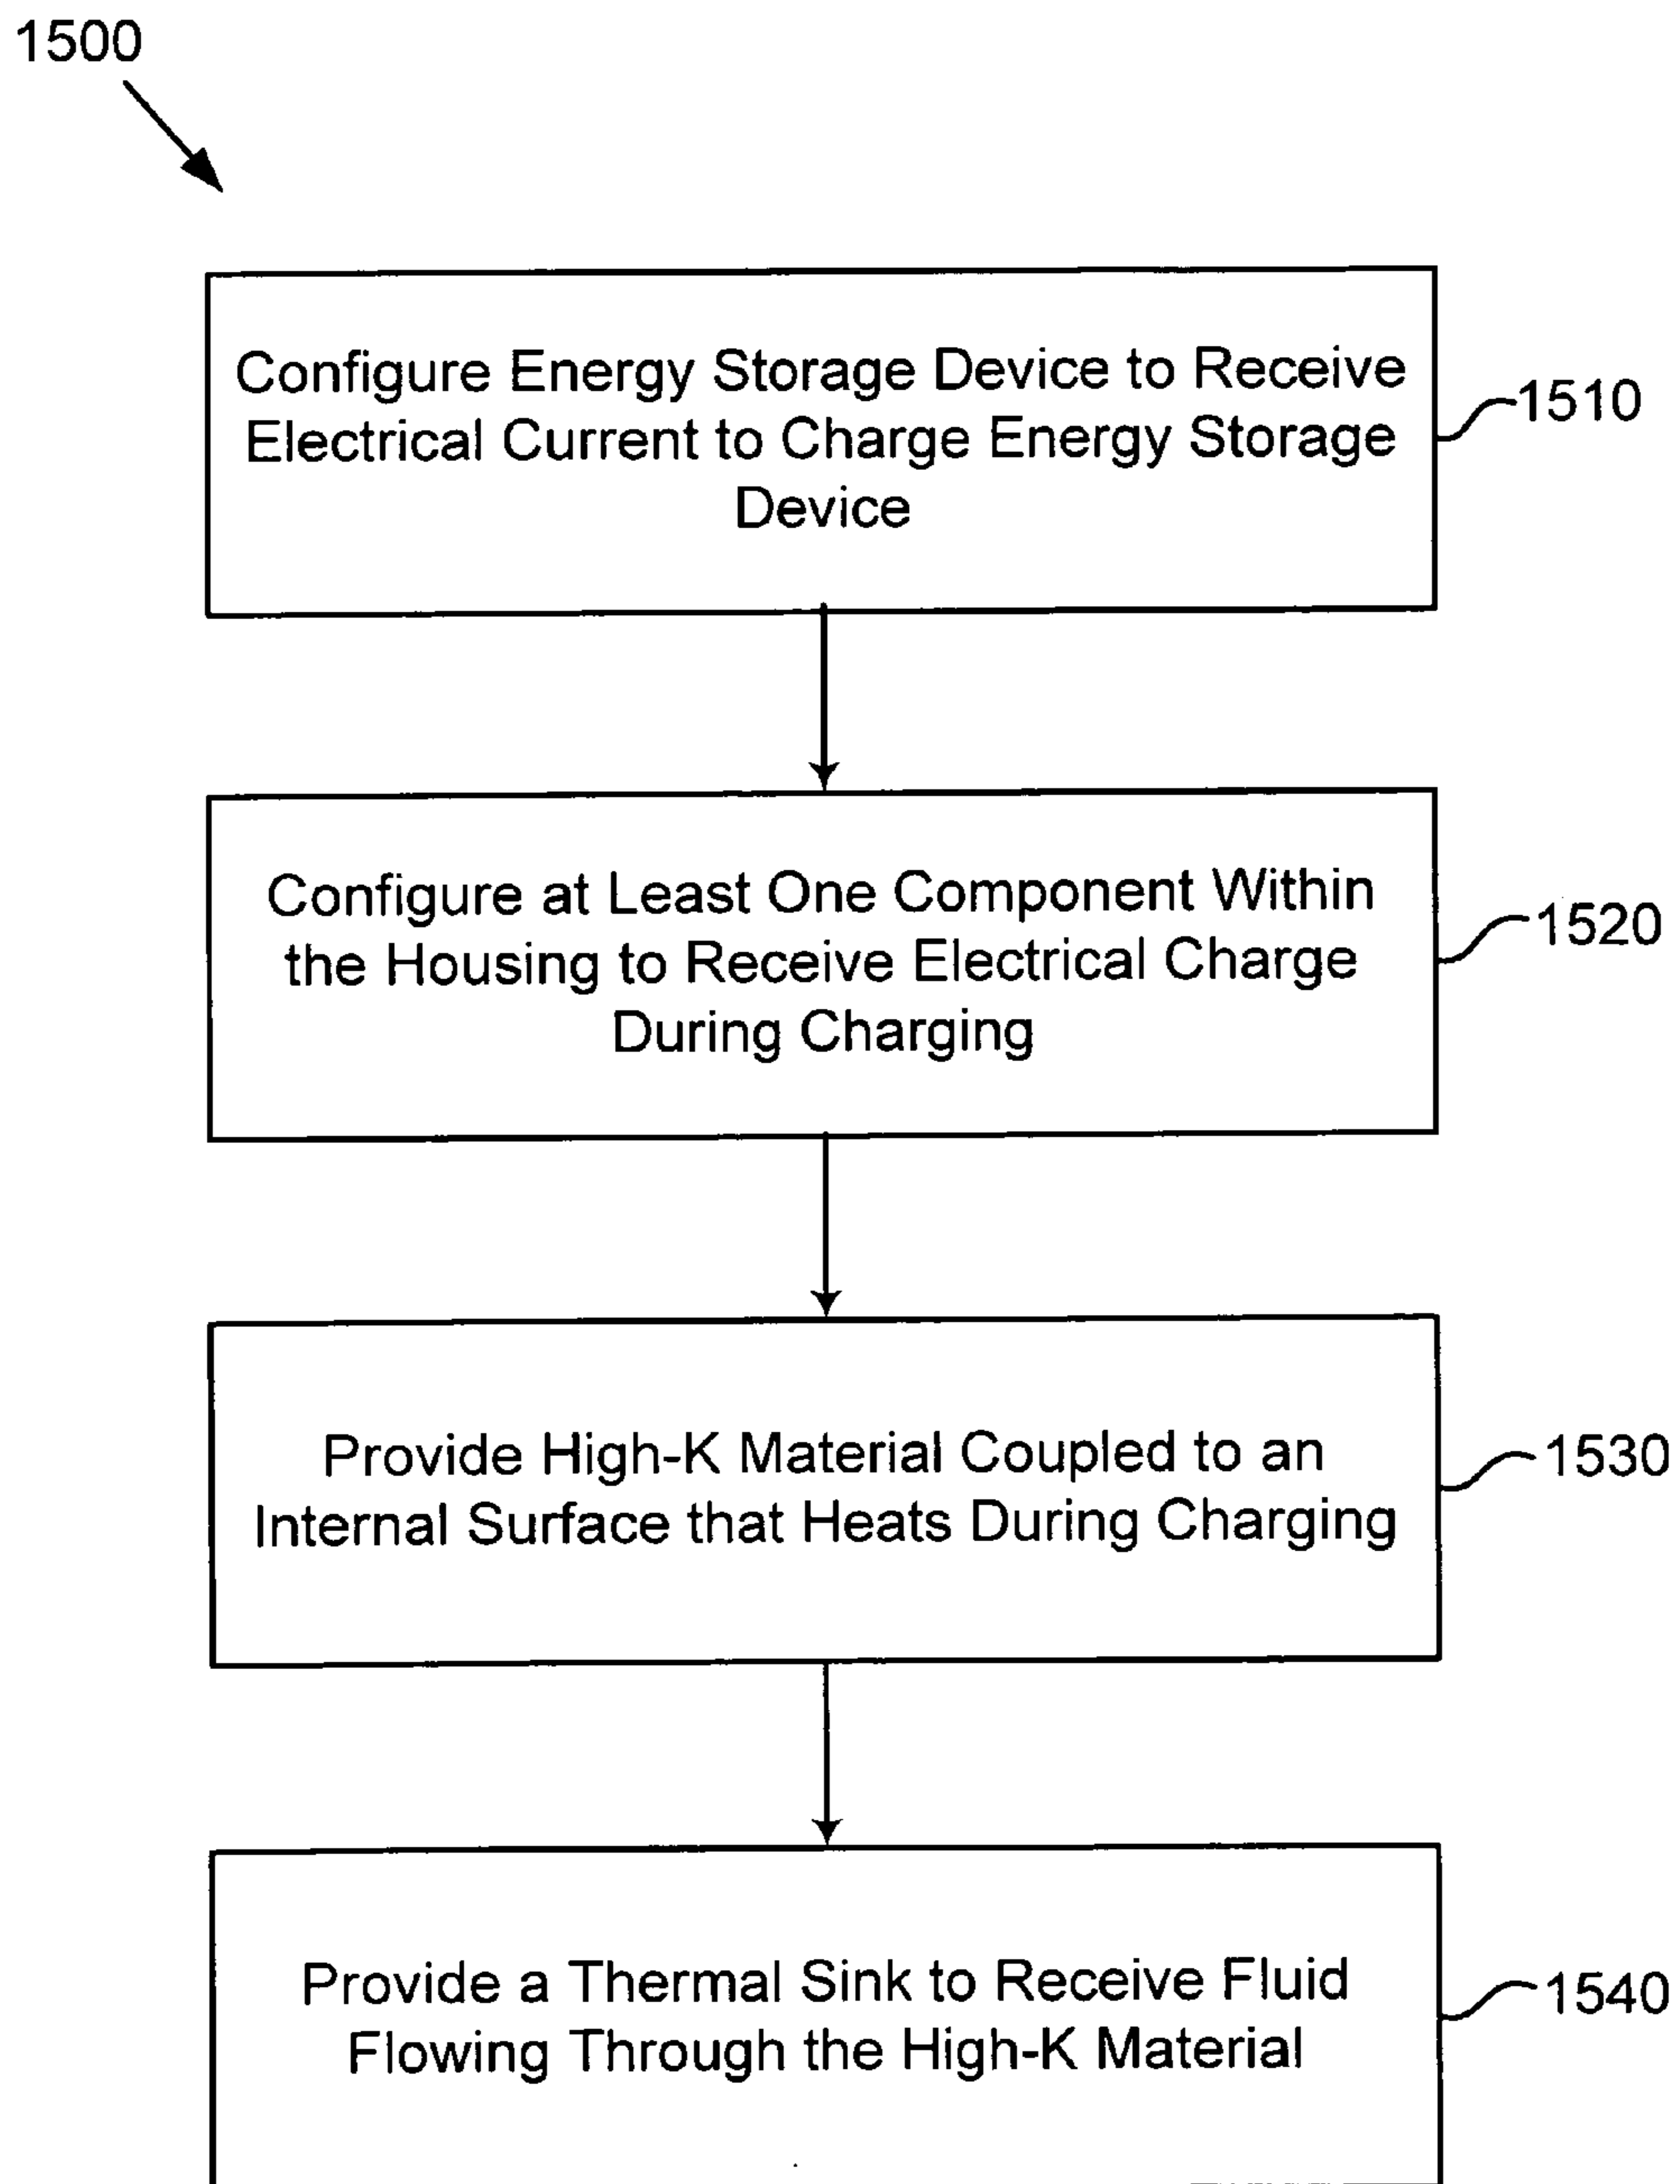 1500
Configure Energy Storage Device to Receive
Electrical Current to Charge Energy Storage
Device
1510
Configure at Least One Component Within
the Housing to Receive Electrical Charge
During Charging
1520
Provide High-K Material Coupled to an
Internal Surface that Heats During Charging
1530
Provide a Thermal Sink to Receive Fluid
Flowing Through the High-K Material
1540